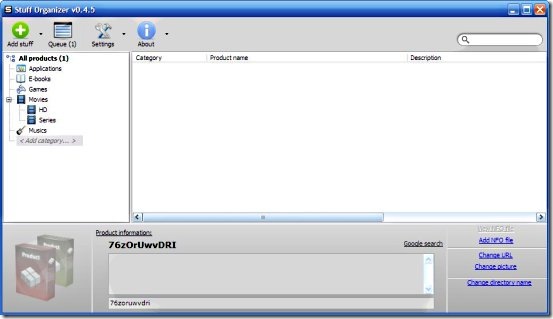 Stuff Organizer v0.4.5
Add stuff
Queue (1)
Settings
About
All products (1)
Applications
E-books
Games
Movies
HD
Series
Musics
< Add category... >
Category Product name Description
Product information:
76zOrUwvDRI
Google search
76zoruwvdri
View NFO file
Add NFO file
Change URL
Change picture
Change directory name
Product
Product